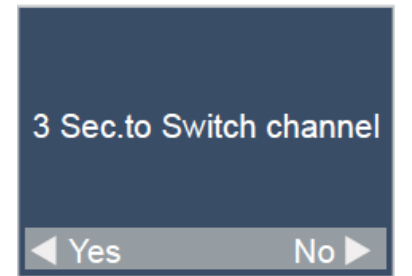 3 Sec.to Switch channel
◀ Yes No ▶